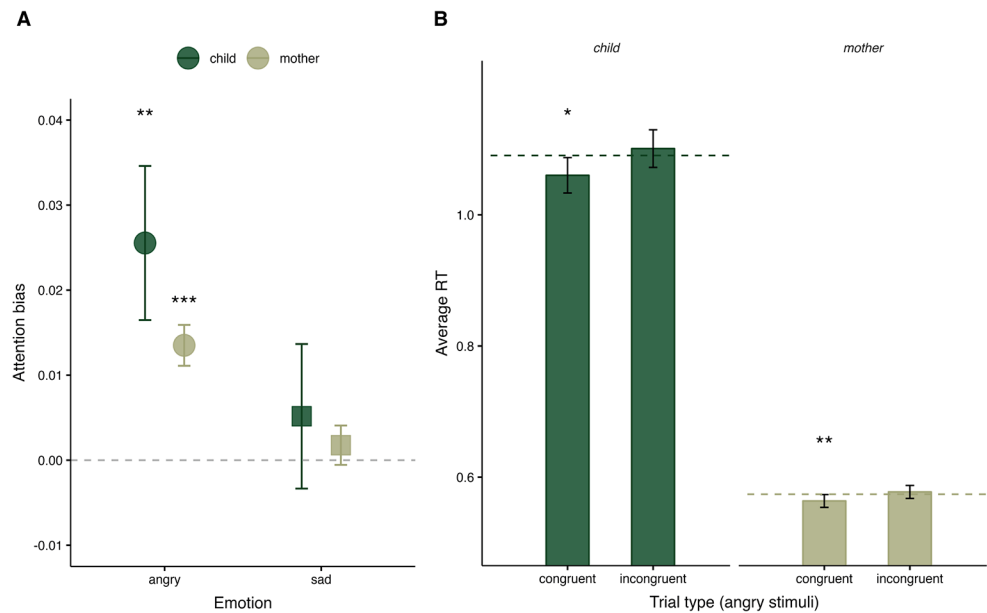 A
child
mother
**
***
0.04
0.03
0.02
0.01
0.00
-0.01
Attention bias
angry
sad
Emotion
B
child
mother
*
**
1.0
0.8
0.6
Average RT
congruent
incongruent
congruent
incongruent
Trial type (angry stimuli)